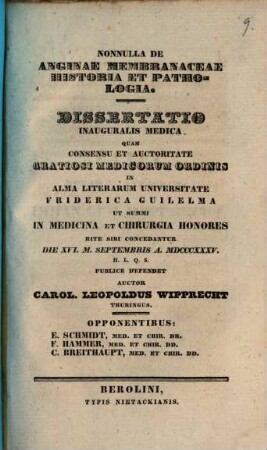 9.
NONNULLA DE
ANGINAE MEMBRANACEAE
HISTORIA ET PATHO-
LOGIA.
DISSERTATIO
INAUGURALIS MEDICA
QUAM
CONSENSU ET AUCTORITATE
GRATIOSI MEDICORUM ORDINIS
IN
ALMA LITERARUM UNIVERSITATE
FRIDERICA GUILELMA
UT SUMMI
IN MEDICINA ET CHIRURGIA HONORES
RITE SIBI CONCEDANTUR
DIE XVI. M. SEPTEMBRIS A. MDCCCXXXV.
H. L. Q. S.
PUBLICE DEFENDET
AUCTOR
CAROL. LEOPOLDUS WIPPRECHT
THURINGUS.
OPPONENTIBUS:
E. SCHMIDT, MED. ET CHIR. DR.
F. HAMMER, MED. ET CHIR. DD.
C. BREITHAUPT, MED. ET CHIR. DD.
BEROLINI,
TYPIS NIETACKIANIS.